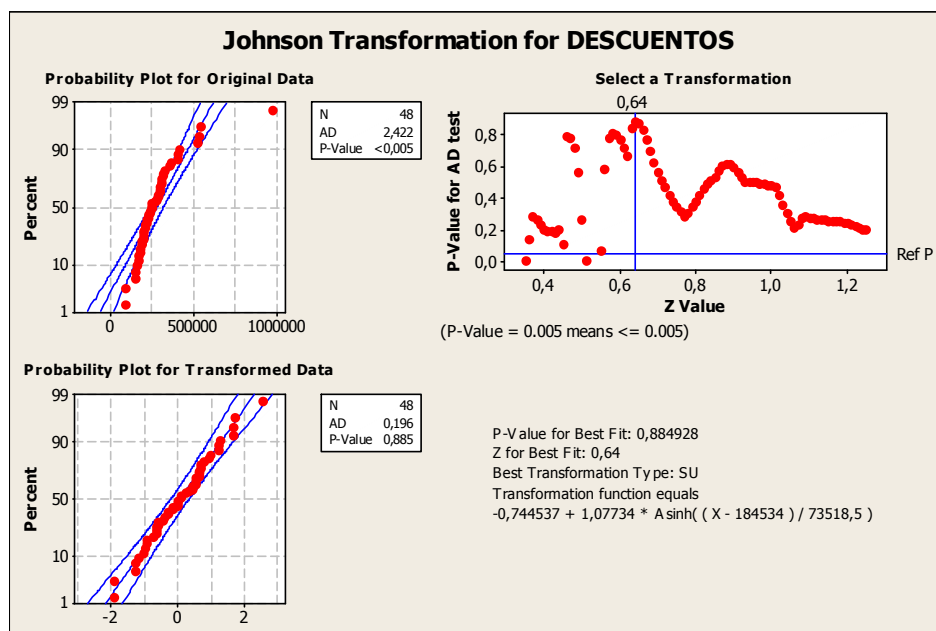 Johnson Transformation for DESCUENTOS
Probability Plot for Original Data
99
90
50
10
1
Percent
0
500000
1000000
N 48
AD 2,422
P-Value <0,005
Select a Transformation
0,64
0,8
0,6
0,4
0,2
0,0
P-Value for AD test
Ref P
0,4
0,6
0,8
1,0
1,2
Z Value
(P-Value = 0.005 means <= 0.005)
Probability Plot for Transformed Data
99
90
50
10
1
Percent
-2
0
2
N 48
AD 0,196
P-Value 0,885
P-Value for Best Fit: 0,884928
Z for Best Fit: 0,64
Best Transformation Type: SU
Transformation function equals
-0,744537 + 1,07734 * Asinh( ( X - 184534 ) / 73518,5 )